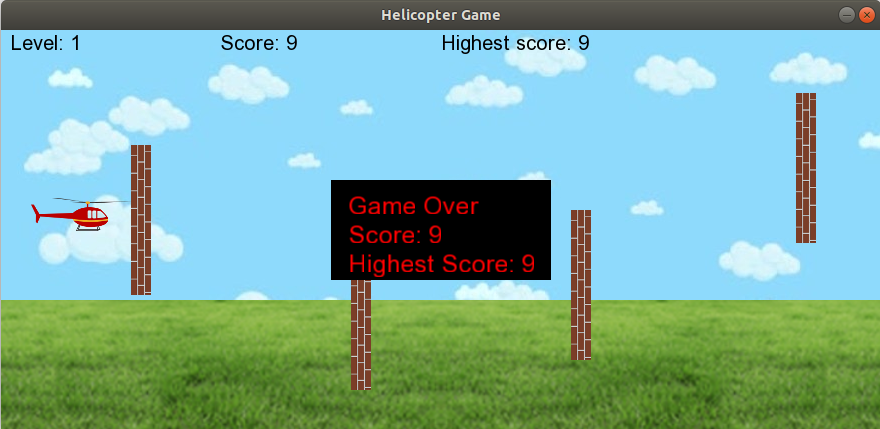 Helicopter Game
Level: 1 Score: 9 Highest score: 9
Game Over
Score: 9
Highest Score: 9